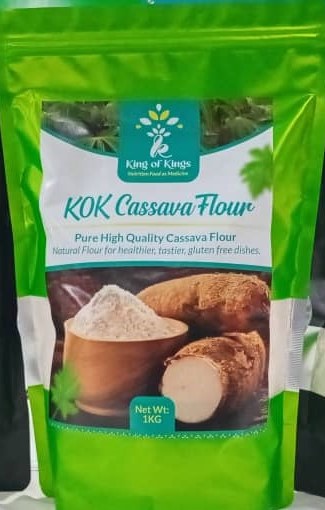 King of Kings
Nutrition Food as Medicine
KOK Cassava Flour
Pure High Quality Cassava Flour
Natural Flour for healthier, tastier, gluten free dishes.
Net Wt:
1KG